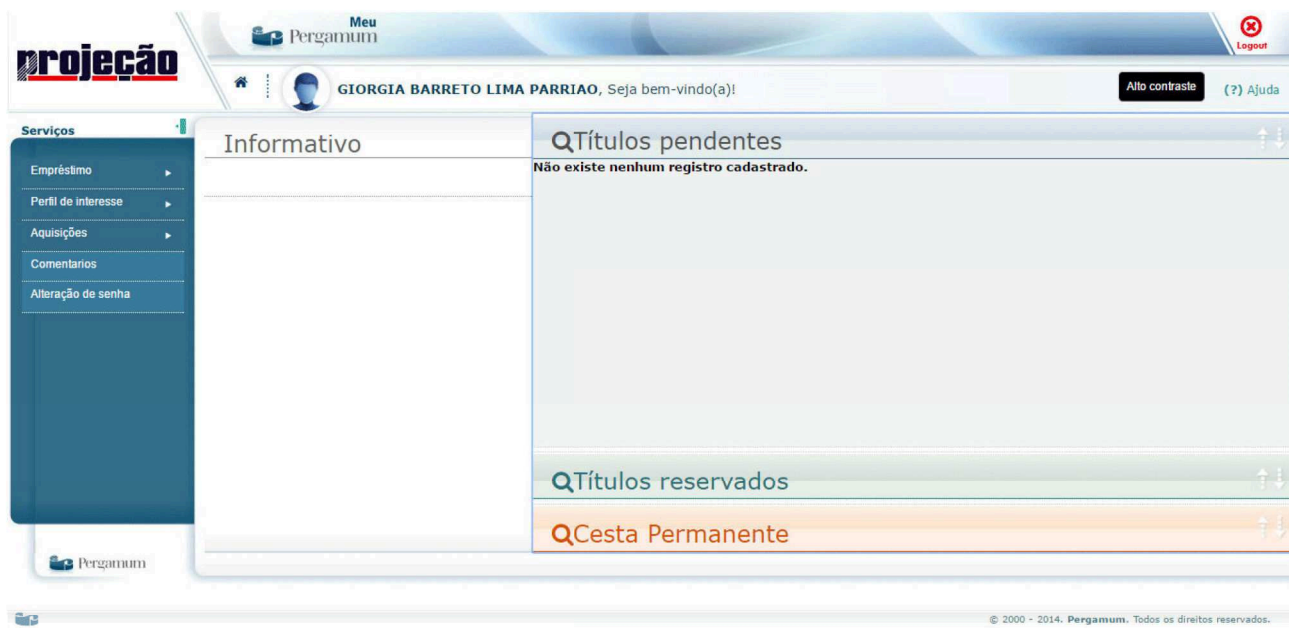 projeção
Meu
Pergamum
Logout
GIORGIA BARRETO LIMA PARRIAO, Seja bem-vindo(a)!
Alto contraste
(?) Ajuda
Serviços
Empréstimo
Perfil de interesse
Aquisições
Comentarios
Alteração de senha
Informativo
Títulos pendentes
Não existe nenhum registro cadastrado.
Títulos reservados
Cesta Permanente
Pergamum
© 2000 - 2014. Pergamum. Todos os direitos reservados.